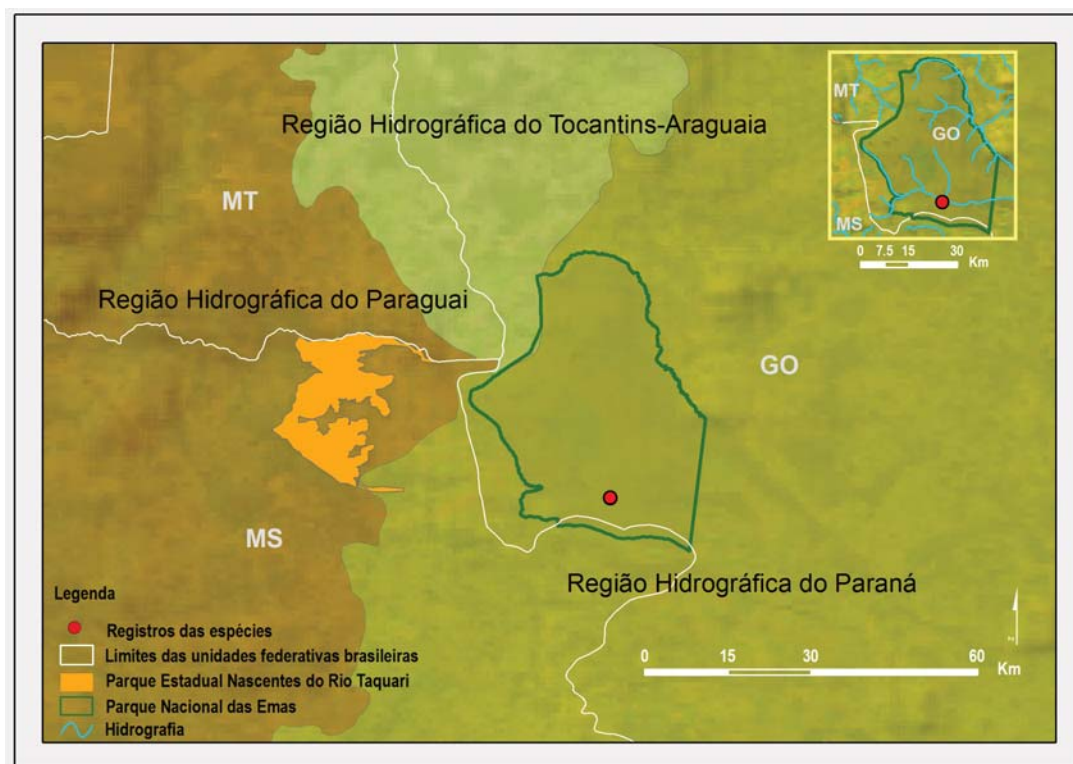 Região Hidrográfica do Tocantins-Araguaia
MT
GO
MS
0 7.5 15 30
Km
MT
Região Hidrográfica do Paraguai
GO
MS
Região Hidrográfica do Paraná
Legenda
Registros das espécies
Limites das unidades federativas brasileiras
Parque Estadual Nascentes do Rio Taquari
Parque Nacional das Emas
Hidrografia
0 15 30 60
Km